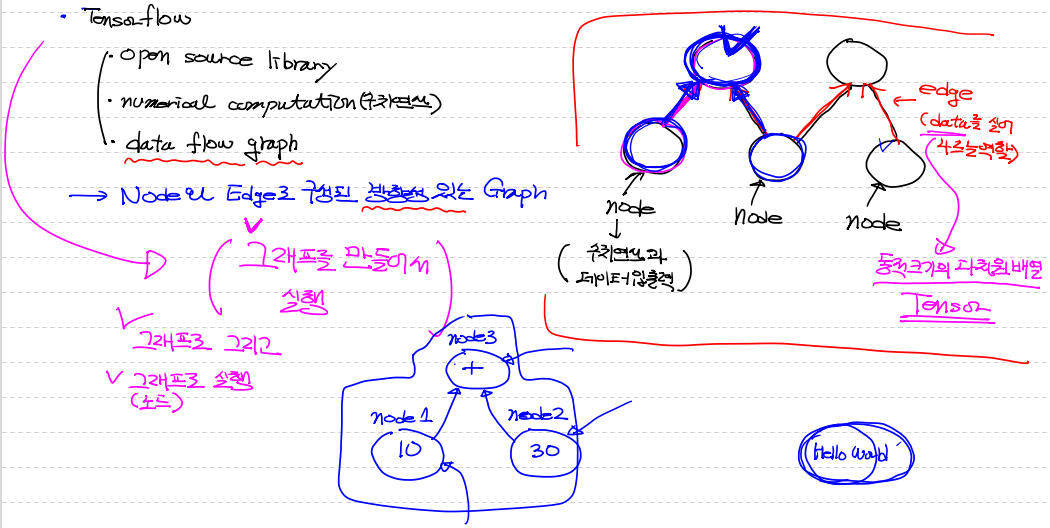 · Tensorflow
· open source library
· numerical computation (수치연산)
· data flow graph
→ Node와 Edge로 구성된 방향성 있는 Graph
(그래프를 만들어서
실행)
그래프로 그리고
그래프로 실행
(노드)
edge
(data를 실어
나르는역할)
node
node
node
(수치연산과
데이터입출력)
동적크기의 다차원배열
Tensor
node3
+
node1
10
node2
30
Hello World